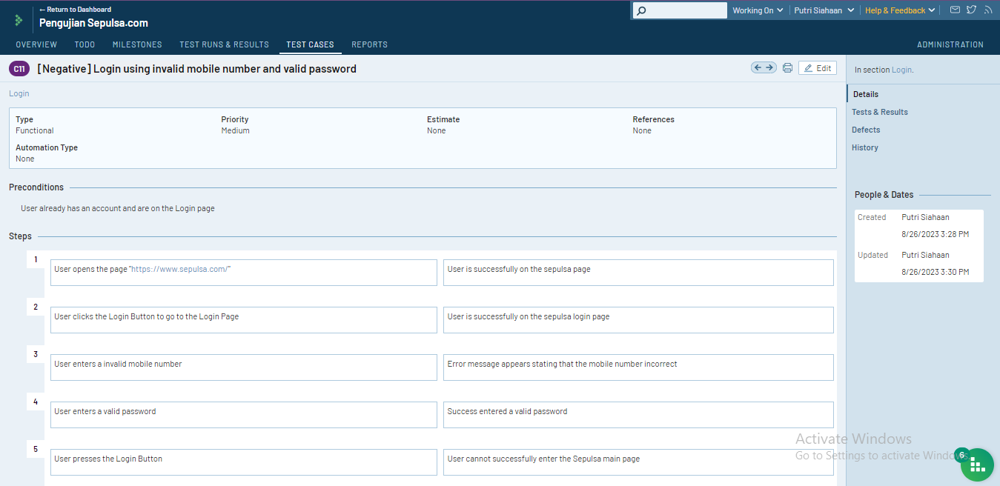 ← Return to Dashboard
Pengujian Sepulsa.com
Working On
Putri Siahaan
Help & Feedback
OVERVIEW TODO MILESTONES TEST RUNS & RESULTS TEST CASES REPORTS ADMINISTRATION
C11 [Negative] Login using invalid mobile number and valid password
Edit
Login
Type Priority Estimate References
Functional Medium None None
Automation Type
None
Preconditions
User already has an account and are on the Login page
Steps
1 User opens the page "https://www.sepulsa.com/" User is successfully on the sepulsa page
2 User clicks the Login Button to go to the Login Page User is successfully on the sepulsa login page
3 User enters a invalid mobile number Error message appears stating that the mobile number incorrect
4 User enters a valid password Success entered a valid password
5 User presses the Login Button User cannot successfully enter the Sepulsa main page
In section Login.
Details
Tests & Results
Defects
History
People & Dates
Created Putri Siahaan
8/26/2023 3:28 PM
Updated Putri Siahaan
8/26/2023 3:30 PM
Activate Windows
Go to Settings to activate Windows.
6